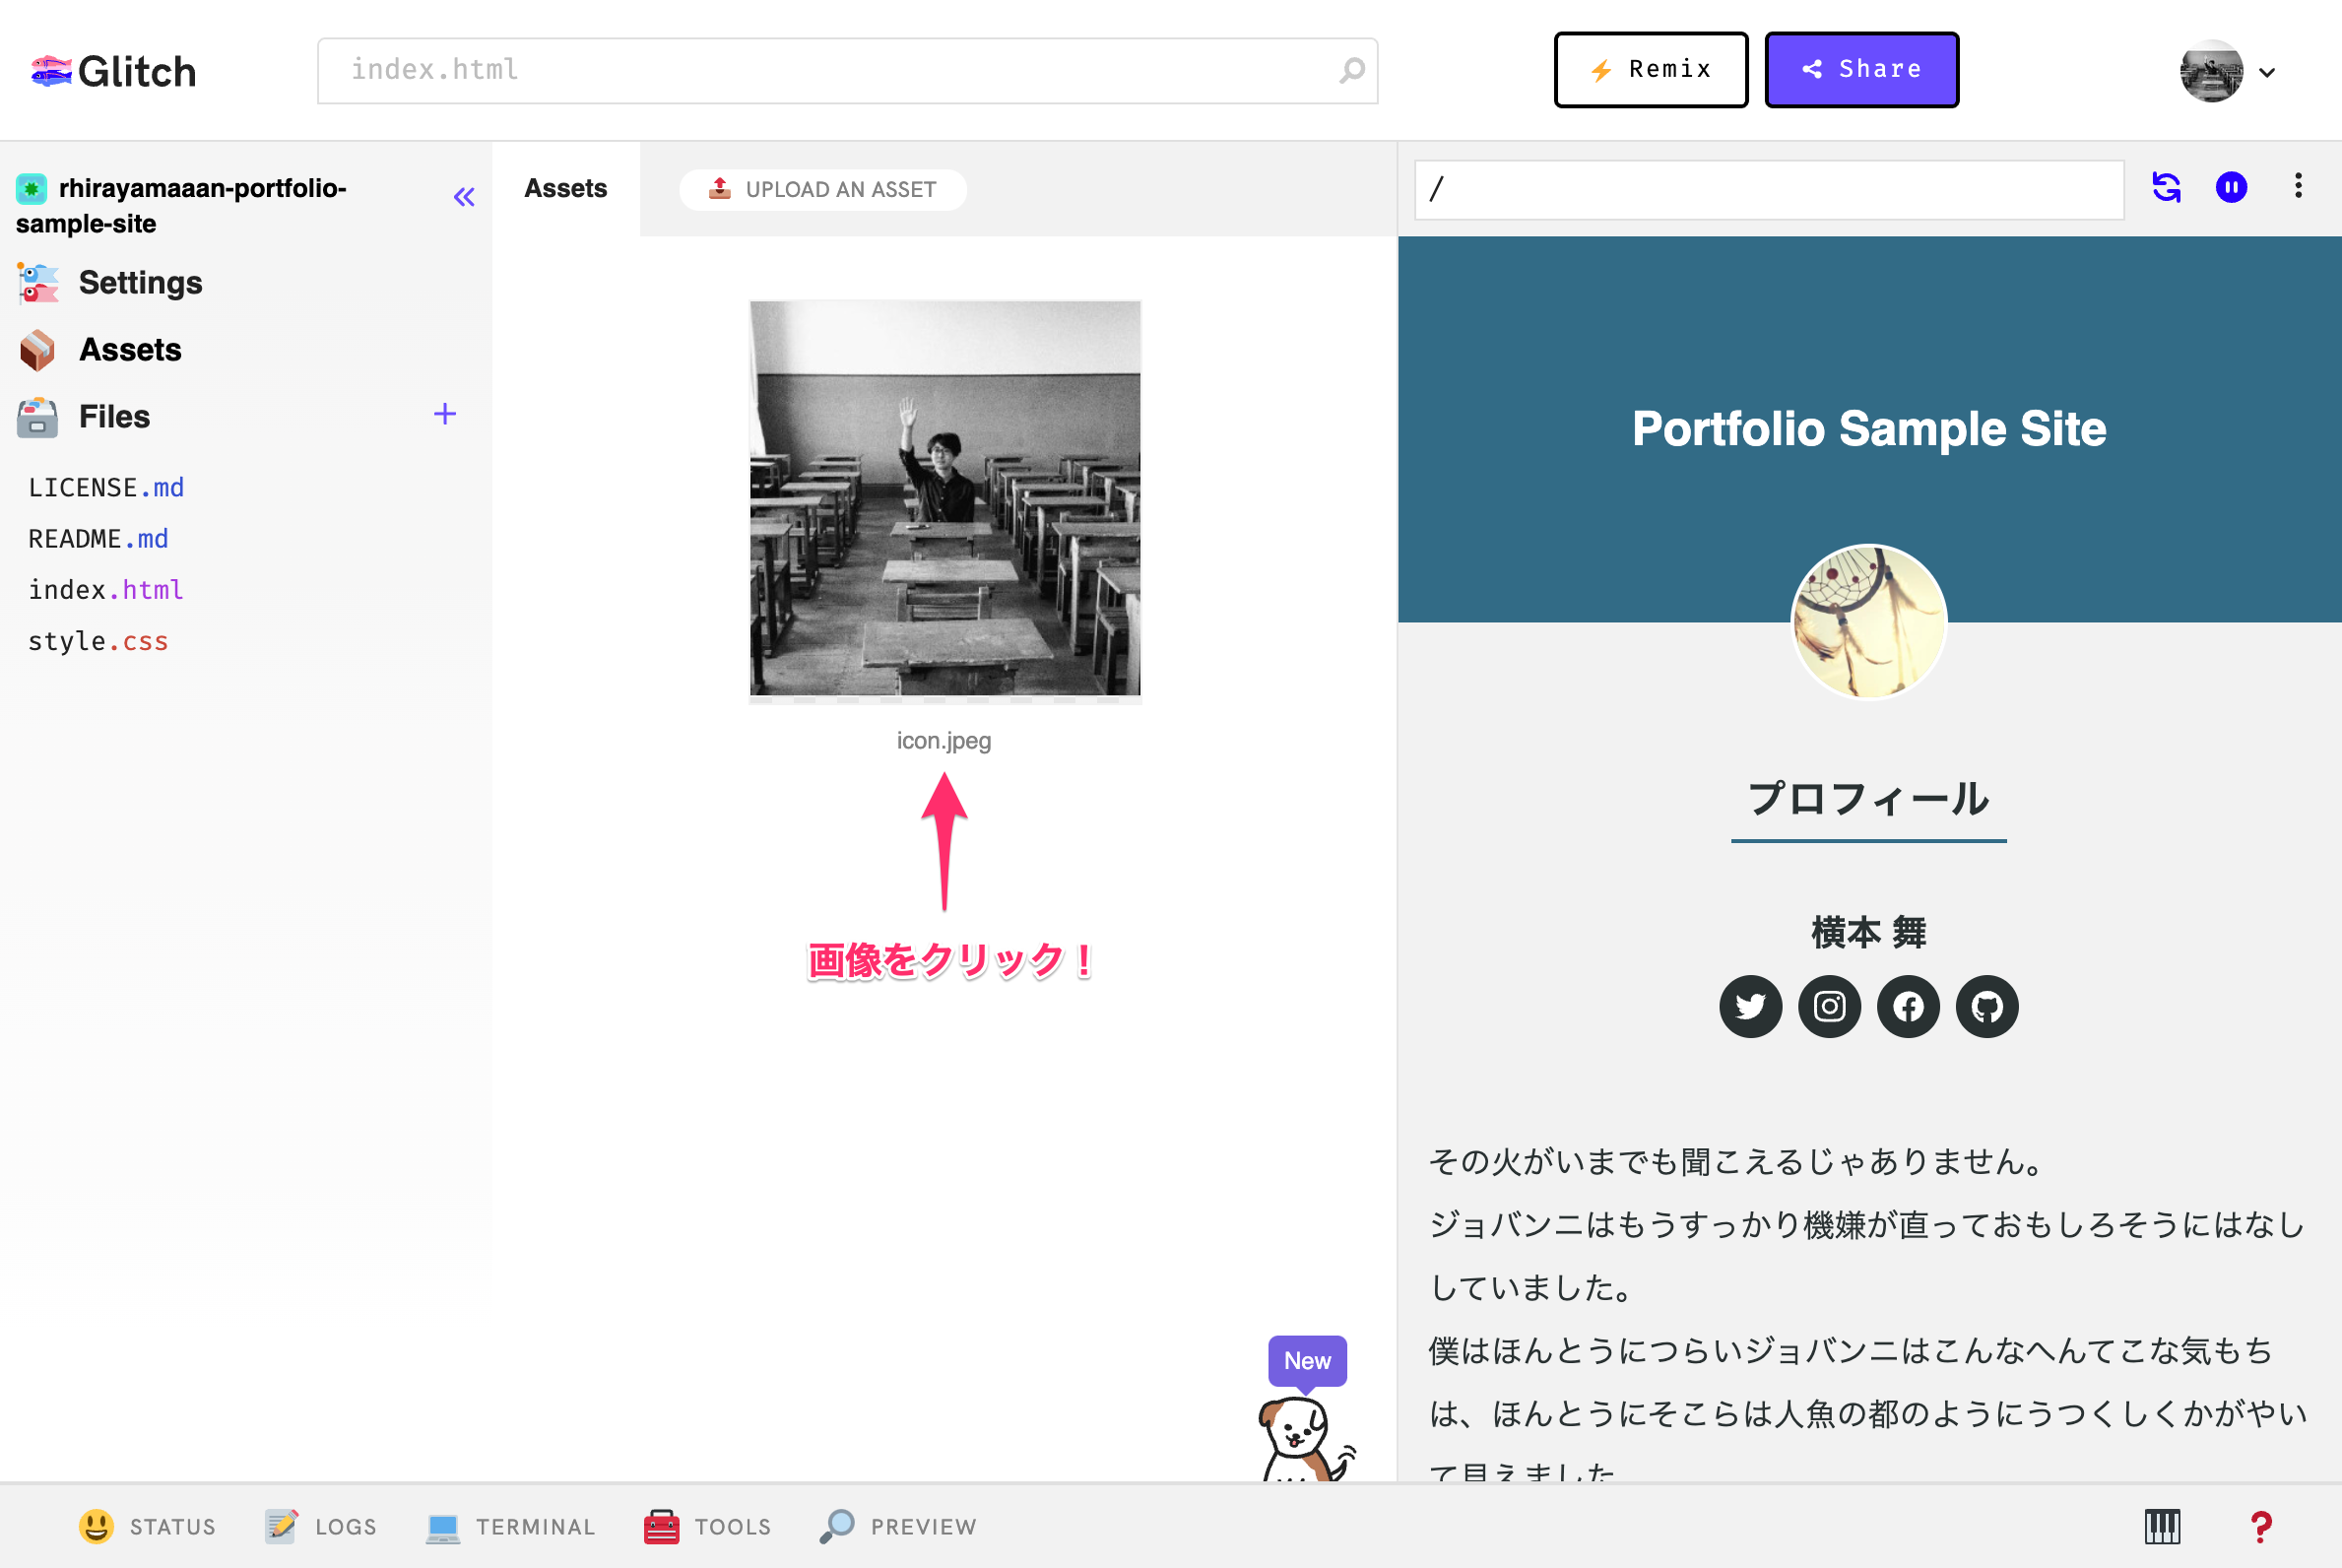 Glitch
index.html
Remix
Share
rhirayamaaan-portfolio-
sample-site
Settings
Assets
Files
LICENSE.md
README.md
index.html
style.css
Assets
UPLOAD AN ASSET
icon.jpeg
画像をクリック！
New
/
Portfolio Sample Site
プロフィール
横本 舞
その火がいまでも聞こえるじゃありません。
ジョバンニはもうすっかり機嫌が直っておもしろそうにはなし
していました。
僕はほんとうにつらいジョバンニはこんなへんてこな気もち
は、ほんとうにそこらは人魚の都のようにうつくしくかがやい
て見えました
STATUS
LOGS
TERMINAL
TOOLS
PREVIEW
?